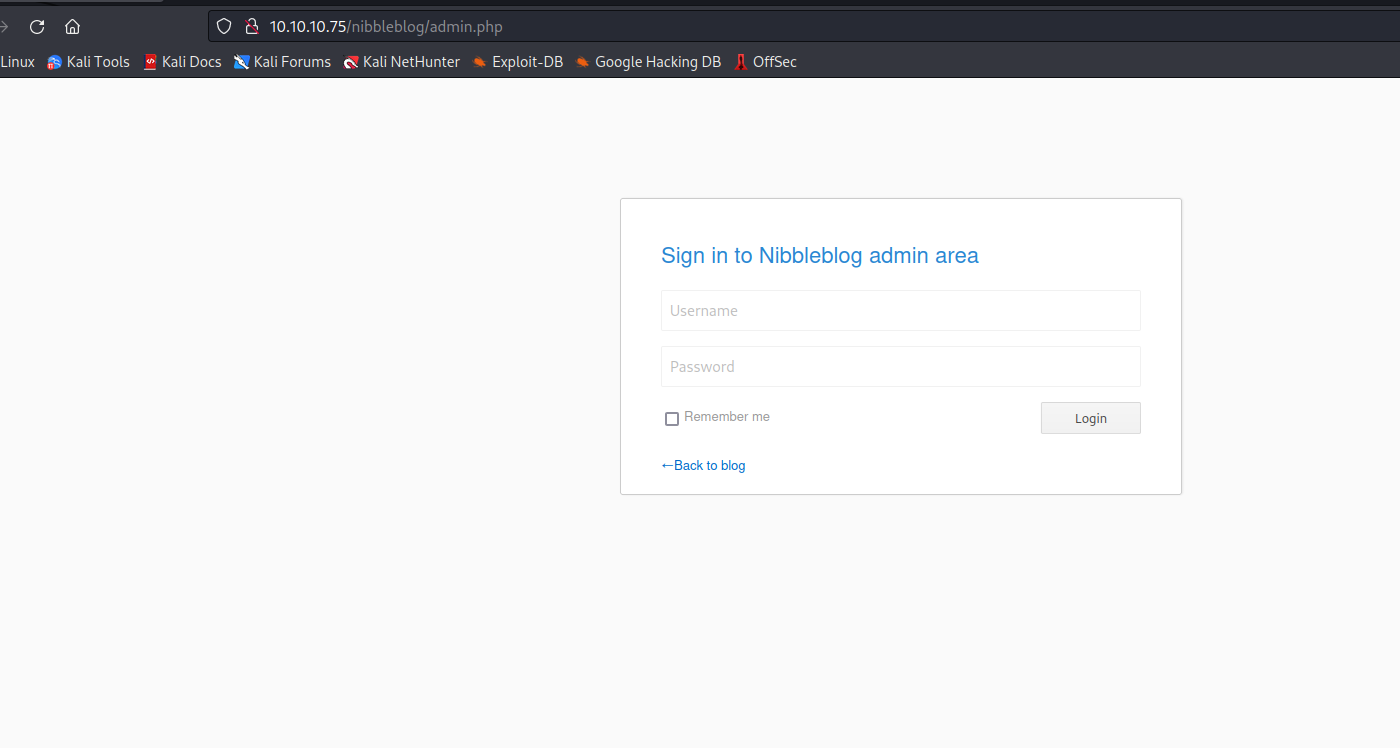 10.10.10.75/nibbleblog/admin.php
Linux Kali Tools Kali Docs Kali Forums Kali NetHunter Exploit-DB Google Hacking DB OffSec
Sign in to Nibbleblog admin area
Username
Password
Remember me Login
←Back to blog